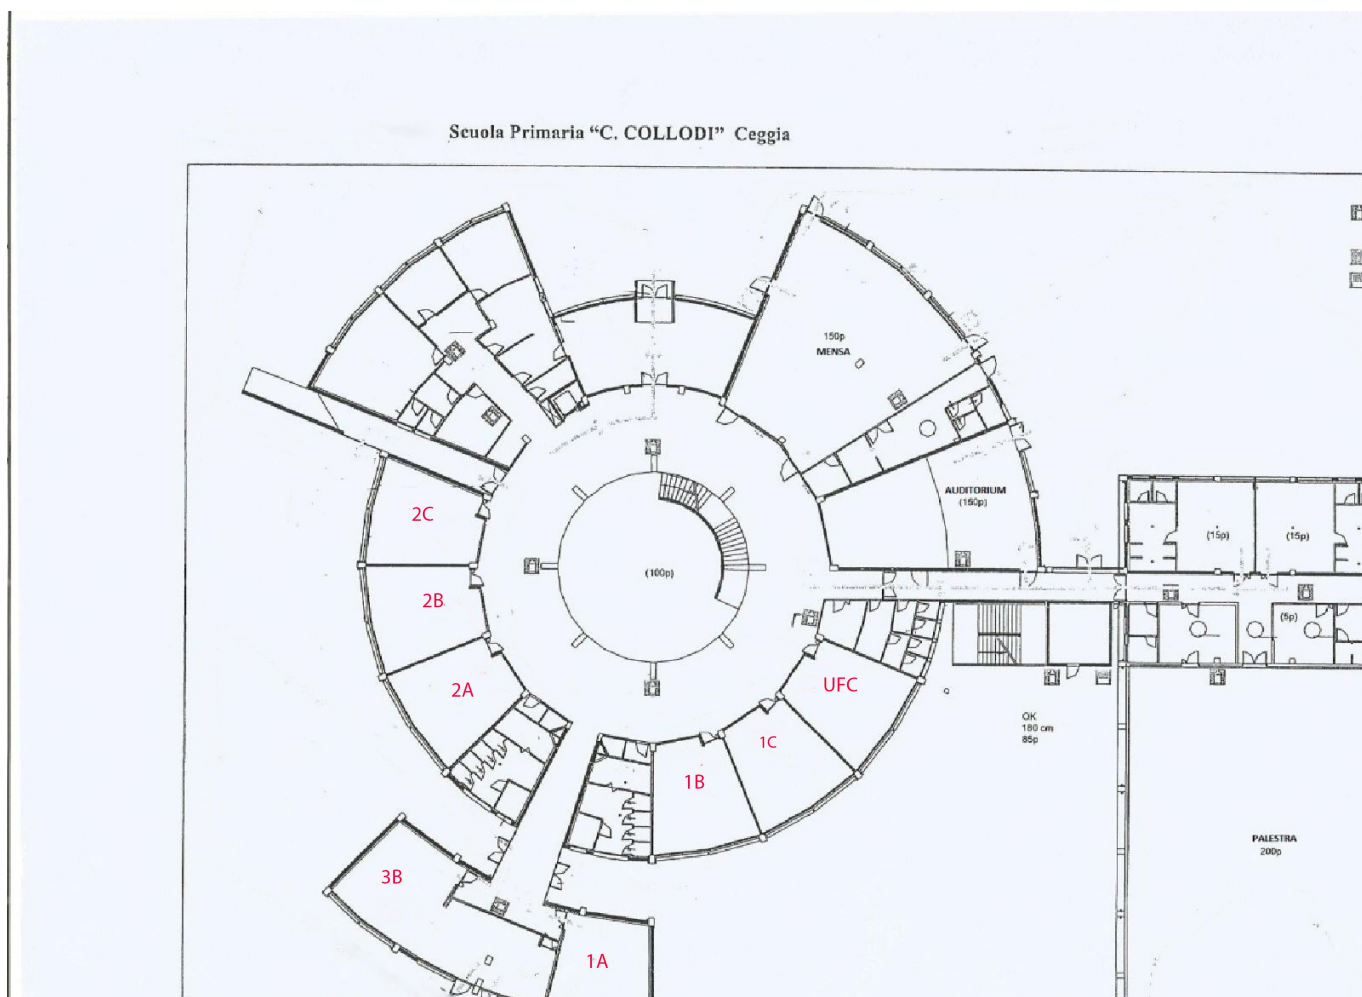 Scuola Primaria “C. COLLODI” Ceggia
150p
MENSA
2C
AUDITORIUM
(150p)
(15p)
(15p)
(100p)
2B
(5p)
2A
UFC
OK
180 cm
85p
1C
1B
PALESTRA
200p
3B
1A